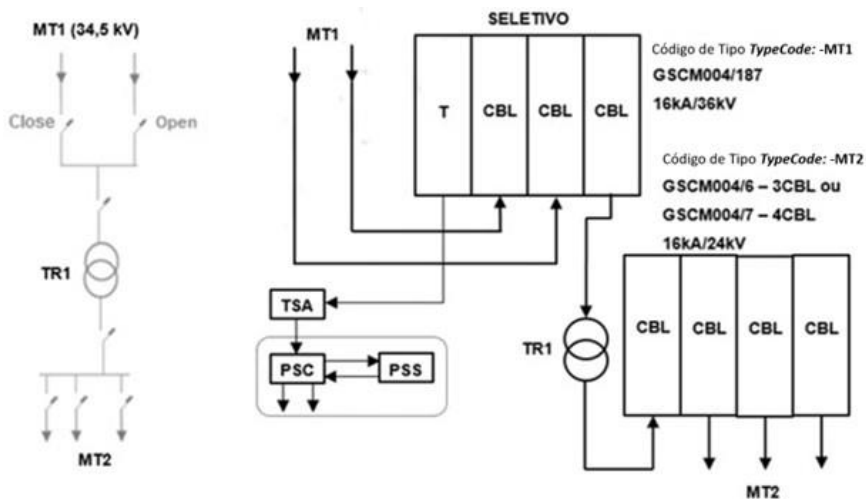 MT1 (34,5 kV)
Close
Open
TR1
MT2
MT1
SELETIVO
T
CBL
CBL
CBL
TSA
PSC
PSS
TR1
Código de Tipo TypeCode: -MT1
GSCM004/187
16kA/36kV
Código de Tipo TypeCode: -MT2
GSCM004/6 – 3CBL ou
GSCM004/7 – 4CBL
16kA/24kV
CBL
CBL
CBL
CBL
MT2